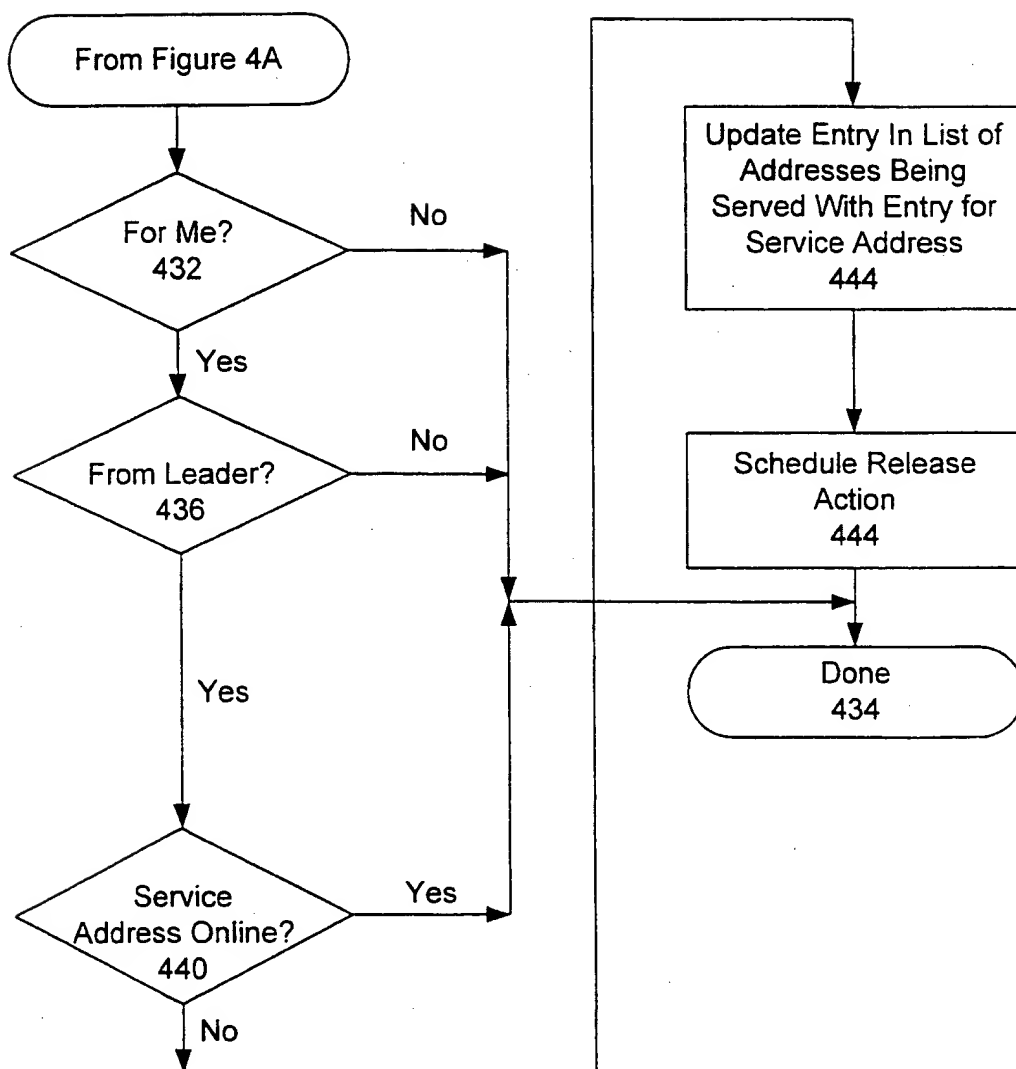 From Figure 4A
For Me?
432
No
Yes
From Leader?
436
No
Yes
Service
Address Online?
440
Yes
No
Update Entry In List of
Addresses Being
Served With Entry for
Service Address
444
Schedule Release
Action
444
Done
434